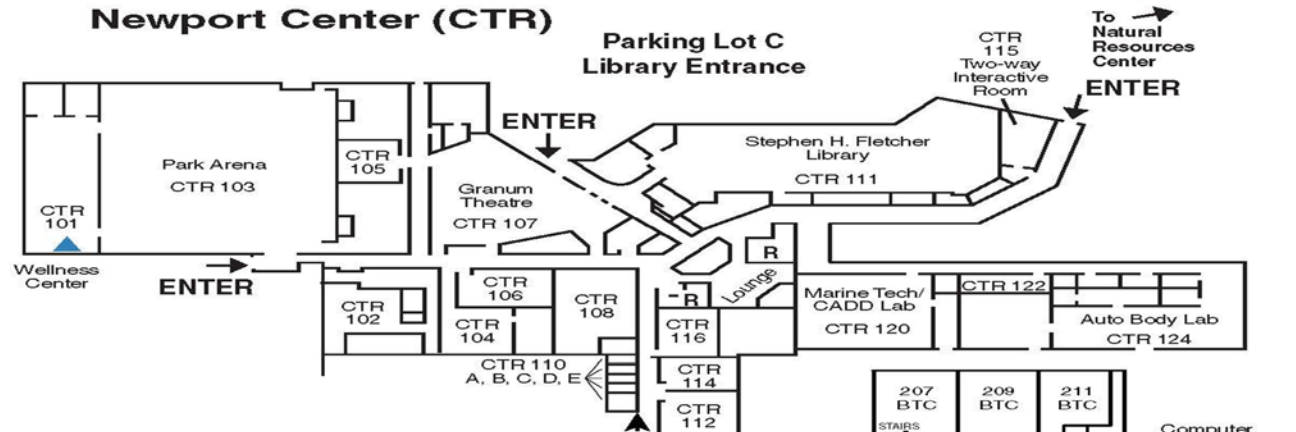 Newport Center (CTR)
Parking Lot C
Library Entrance
To
Natural
Resources
Center
ENTER
CTR
115
Two-way
Interactive
Room
ENTER
Stephen H. Fletcher
Library
CTR 111
Park Arena
CTR 103
CTR
105
Granum
Theatre
CTR 107
CTR
101
Wellness
Center
ENTER
R
Lounge
R
CTR
102
CTR
106
CTR
104
CTR
108
CTR
116
Marine Tech/
CADD Lab
CTR 120
CTR 122
Auto Body Lab
CTR 124
CTR 110
A, B, C, D, E
CTR
114
CTR
112
207
BTC
209
BTC
211
BTC
STAIRS
Computer